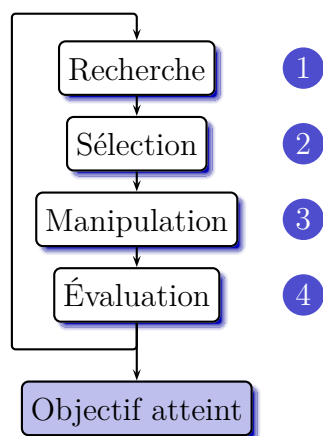 Recherche 1
Sélection 2
Manipulation 3
Évaluation 4
Objectif atteint